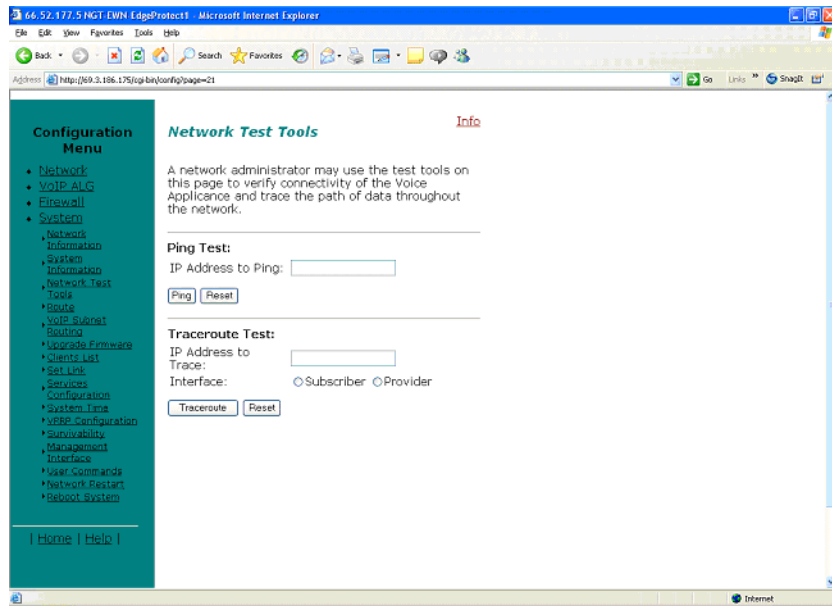 66.52.177.5 NGT-EWN-EdgeProtect1 - Microsoft Internet Explorer
File Edit View Favorites Tools Help
Back Search Favorites
Address http://69.3.186.175/cgi-bin/config?page=21 Go Links » SnagIt
Configuration
Menu
Network
VoIP ALG
Firewall
System
Network
Information
System
Information
Network Test
Tools
Route
VoIP Subnet
Routing
Upgrade Firmware
Clients List
Set Link
Services
Configuration
System Time
VRRP Configuration
Survivability
Management
Interface
User Commands
Network Restart
Reboot System
| Home | Help |
Info
Network Test Tools
A network administrator may use the test tools on
this page to verify connectivity of the Voice
Applicance and trace the path of data throughout
the network.
Ping Test:
IP Address to Ping:
Ping Reset
Traceroute Test:
IP Address to
Trace:
Interface: Subscriber Provider
Traceroute Reset
Internet